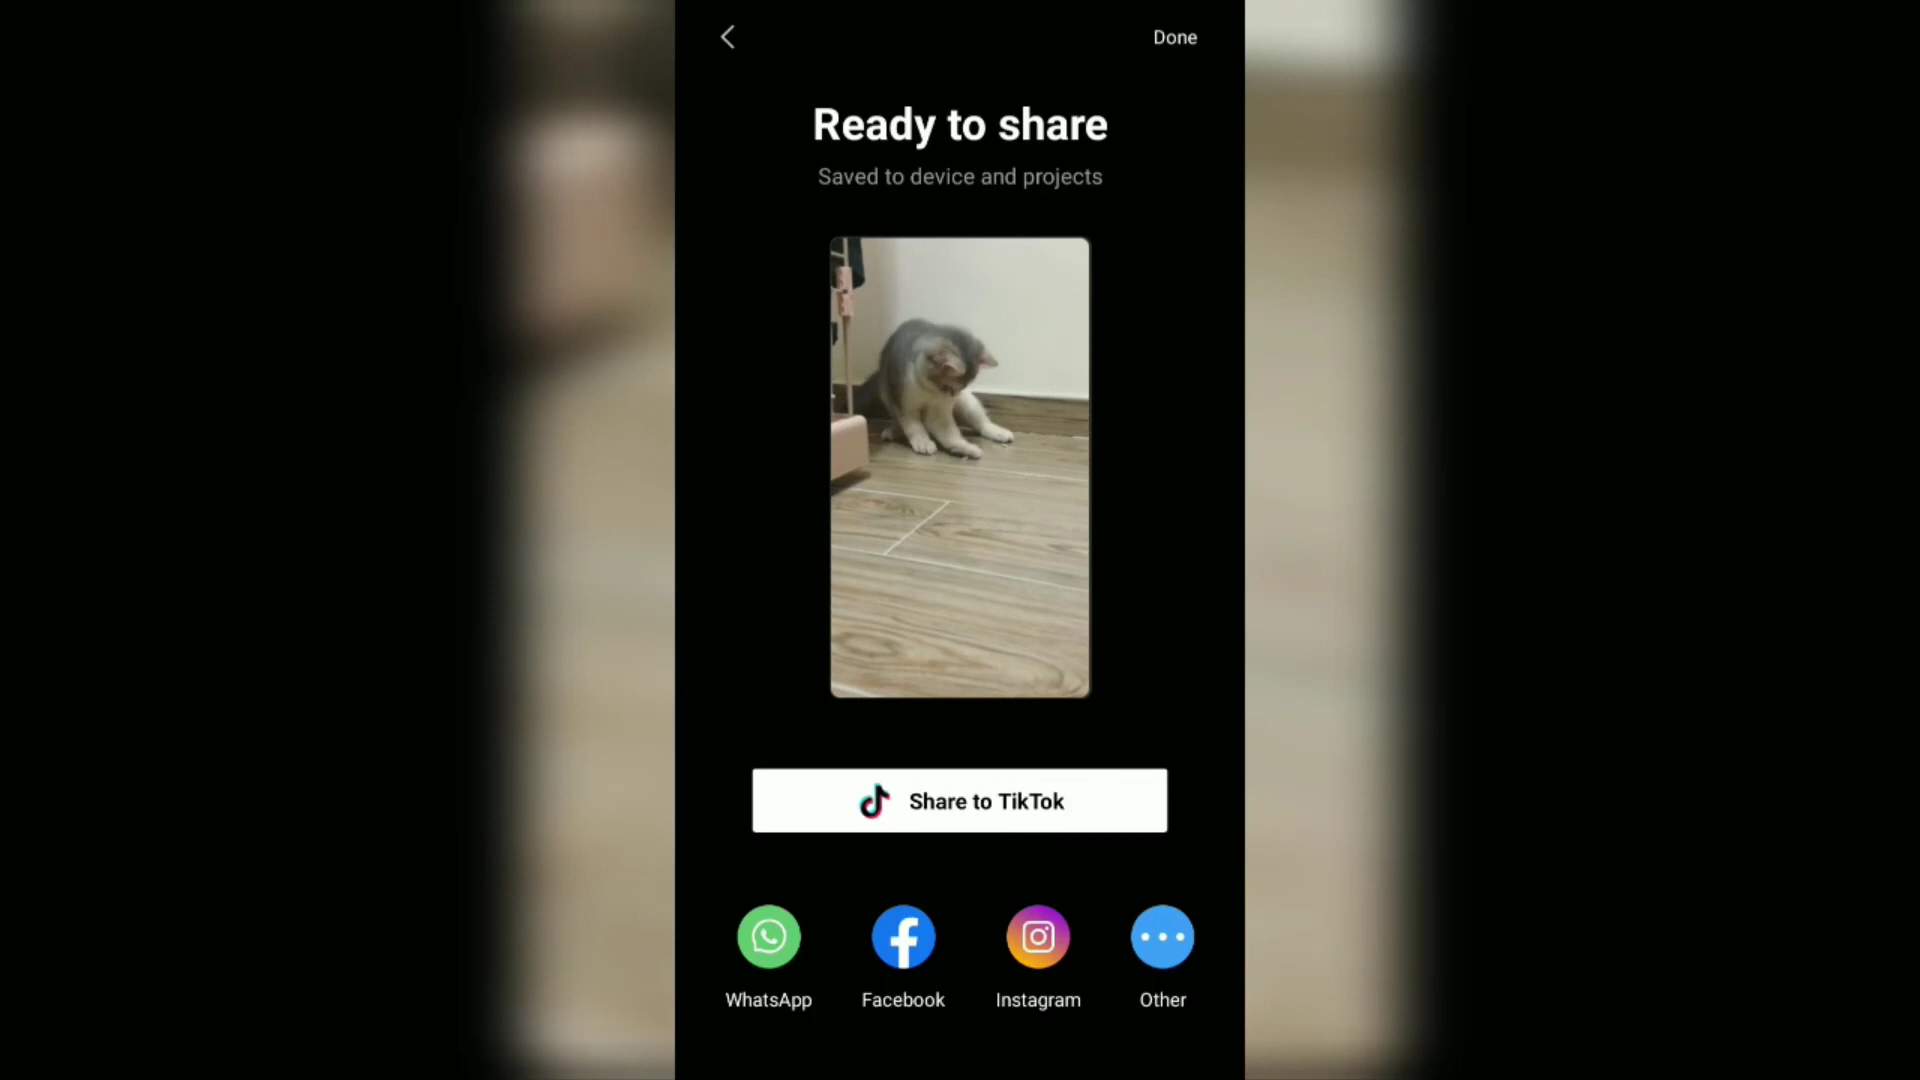 Done
Ready to share
Saved to device and projects
Share to TikTok
WhatsApp
Facebook
Instagram
Other